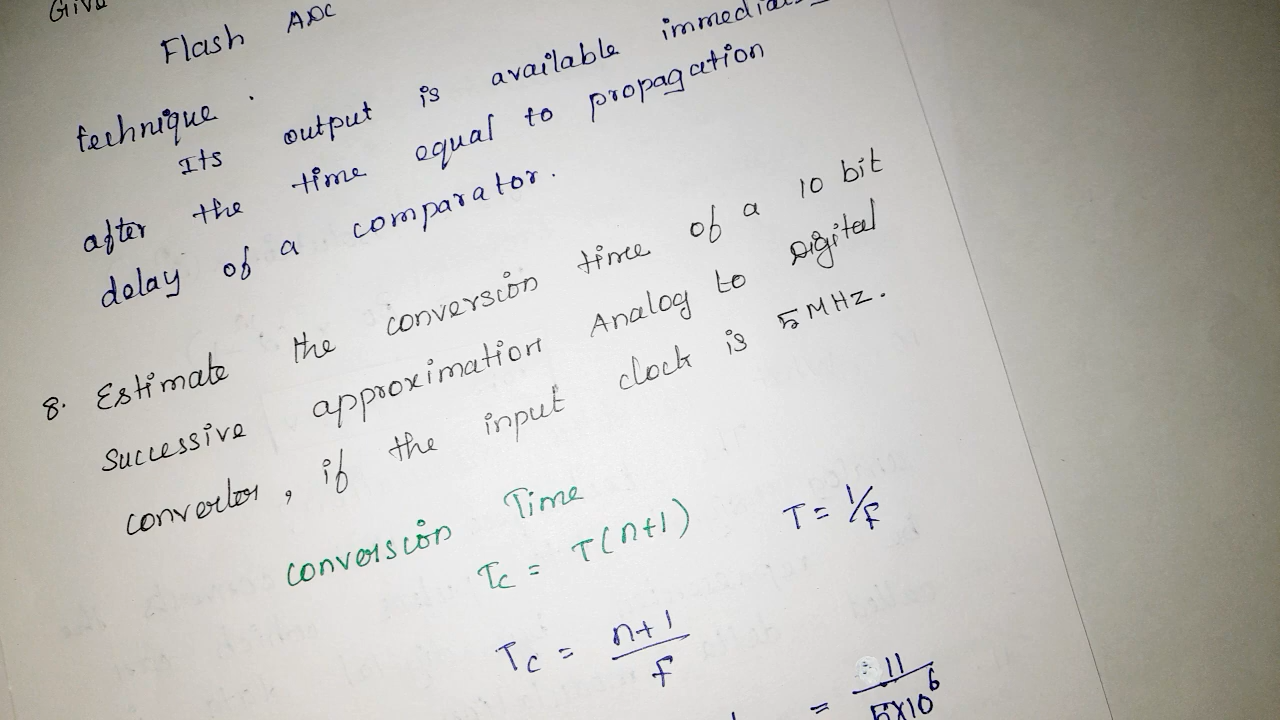 Flash ADC
technique.
Its output is available
after the time equal to propagation
delay of a comparator.
8. Estimate the conversion time of a 10 bit
Successive approximation Analog to Digital
convertor, if the input clock is 5 MHz.
Conversion Time
Tc = T(n+1) T = 1/f
Tc = n+1/f
= 11/5×10^6